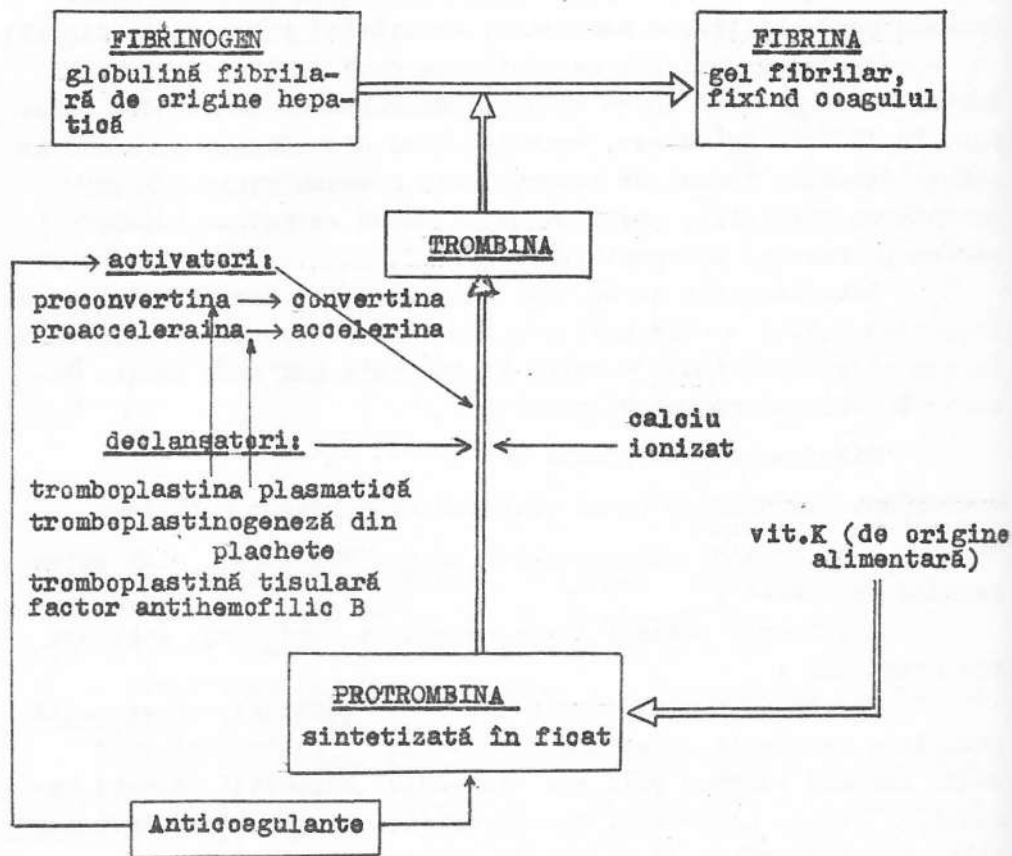 FIBRINOGEN
globulină fibrila-
ră de origine hepa-
tică
FIBRINA
gel fibrilar,
fixînd coagulul
TROMBINA
activatori:
proconvertina convertina
proacceleraina accelerina
declansatori:
calciu
ionizat
tromboplastina plasmatică
tromboplastinogeneză din
plachete
tromboplastină tisulară
factor antihemofilic B
vit.K (de origine
alimentară)
PROTROMBINA
sintetizată în ficat
Anticoagulante